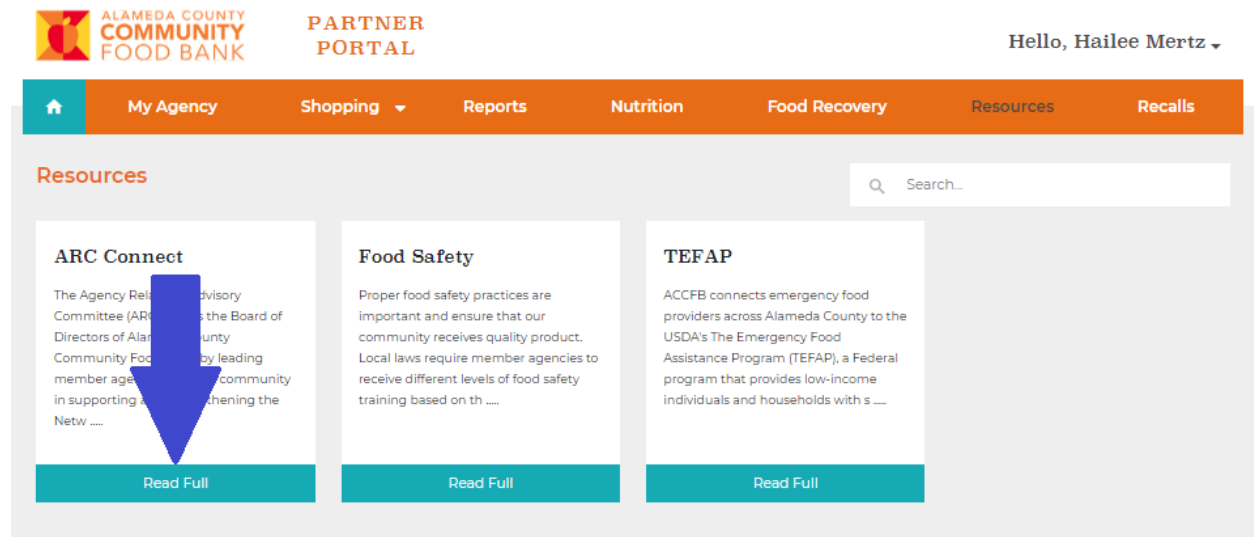 ALAMEDA COUNTY
COMMUNITY
FOOD BANK
PARTNER
PORTAL
Hello, Hailee Mertz
My Agency Shopping Reports Nutrition Food Recovery Resources Recalls
Resources
Search...
ARC Connect
The Agency Rel dvisory
Committee (AR s the Board of
Directors of Ala unty
Community Foo by leading
member age community
in supporting a thening the
Netw .....
Read Full
Food Safety
Proper food safety practices are
important and ensure that our
community receives quality product.
Local laws require member agencies to
receive different levels of food safety
training based on th .....
Read Full
TEFAP
ACCFB connects emergency food
providers across Alameda County to the
USDA's The Emergency Food
Assistance Program (TEFAP), a Federal
program that provides low-income
individuals and households with s .....
Read Full